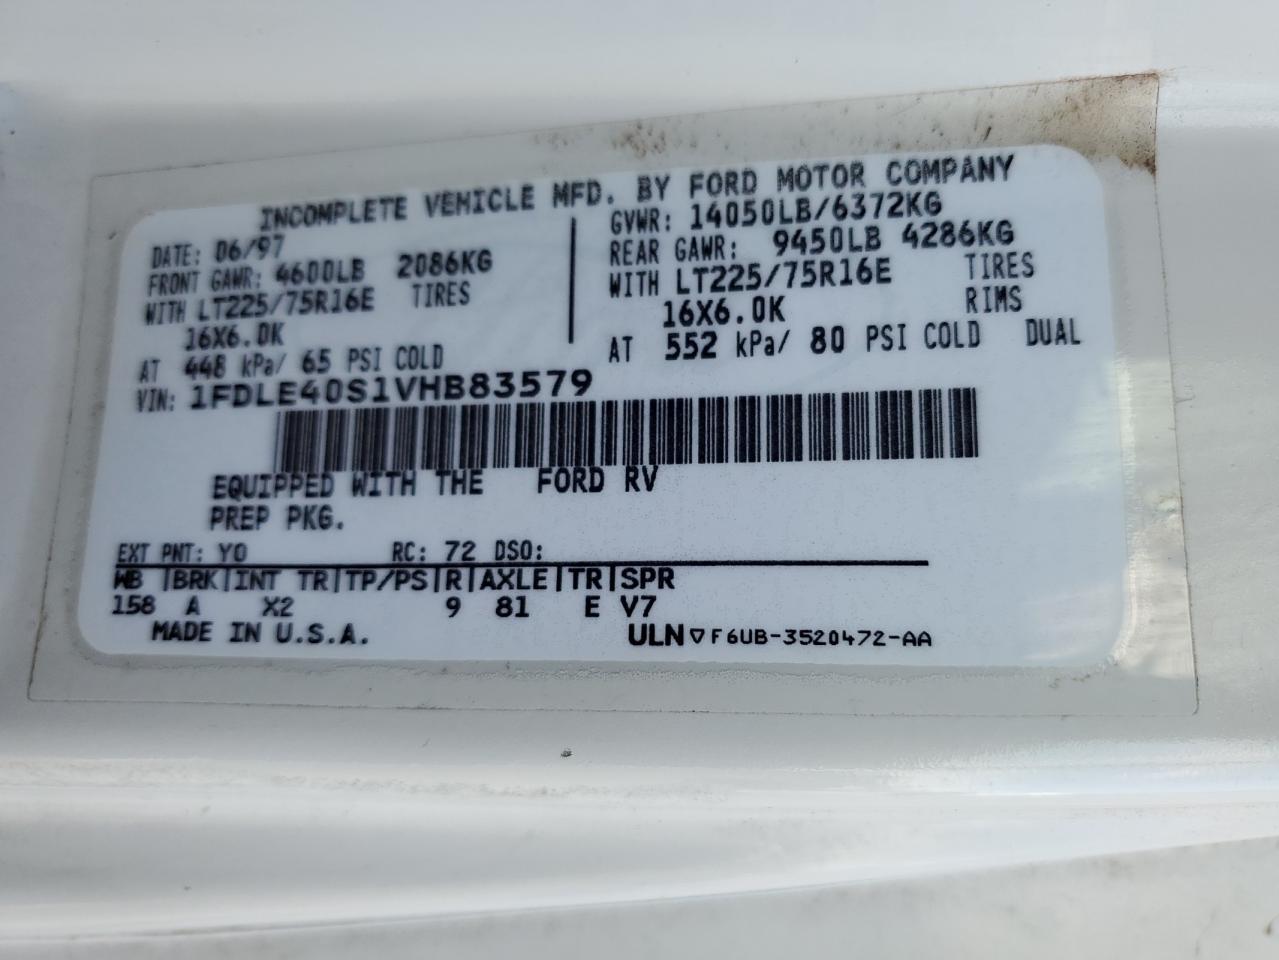 INCOMPLETE VEHICLE MFD. BY FORD MOTOR COMPANY
DATE: 06/97
FRONT GAWR: 4600LB 2086KG
WITH LT225/75R16E TIRES
16X6.0K
AT 448 kPa/ 65 PSI COLD
GVWR: 14050LB/6372KG
REAR GAWR: 9450LB 4286KG
WITH LT225/75R16E TIRES
16X6.0K RIMS
AT 552 kPa/ 80 PSI COLD DUAL
VIN: 1FDLE40S1VHB83579
EQUIPPED WITH THE FORD RV
PREP PKG.
EXT PNT: YO RC: 72 DSO:
WB |BRK|INT TR|TP/PS|R|AXLE|TR|SPR
158 A X2 9 81 E V7
MADE IN U.S.A.
ULN▽F6UB-3520472-AA